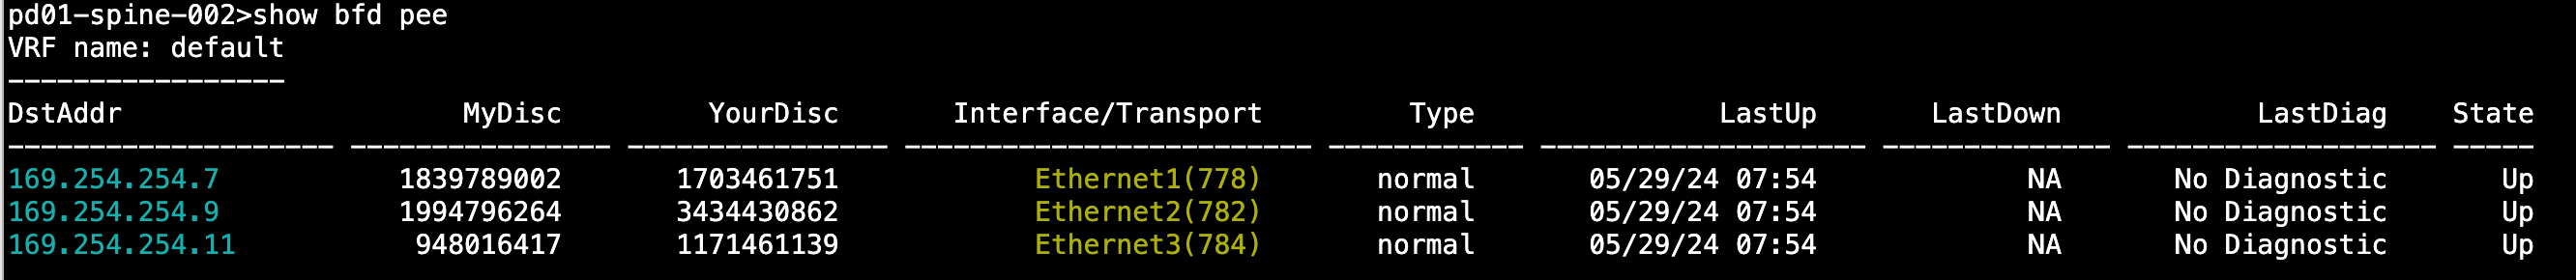 pd01-spine-002>show bfd pee
VRF name: default
-----------------
DstAddr                    MyDisc         YourDisc       Interface/Transport         Type               LastUp       LastDown            LastDiag    State
-------------------- ---------------- ---------------- ------------------------- ------------ -------------------- -------------- ------------------- -----
169.254.254.7          1839789002       1703461751             Ethernet1(778)       normal       05/29/24 07:54             NA       No Diagnostic       Up
169.254.254.9          1994796264       3434430862             Ethernet2(782)       normal       05/29/24 07:54             NA       No Diagnostic       Up
169.254.254.11          948016417       1171461139             Ethernet3(784)       normal       05/29/24 07:54             NA       No Diagnostic       Up